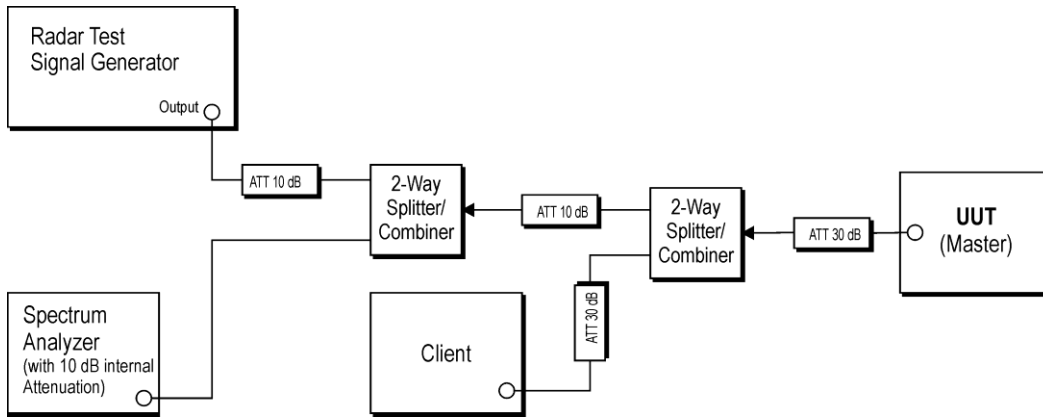 Radar Test
Signal Generator
Output
ATT 10 dB
2-Way
Splitter/
Combiner
ATT 10 dB
2-Way
Splitter/
Combiner
ATT 30 dB
UUT
(Master)
Spectrum
Analyzer
(with 10 dB internal
Attenuation)
Client
ATT 30 dB